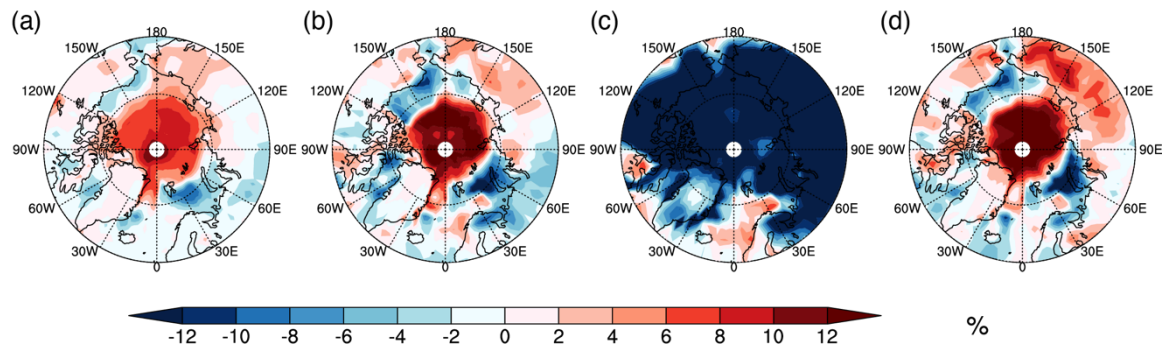 (a) (b) (c) (d)
180 180 180 180
150W 150E 150W 150E 150W 150E 150W 150E
120W 120E 120W 120E 120W 120E 120W 120E
90W 90E 90W 90E 90W 90E 90W 90E
60W 60E 60W 60E 60W 60E 60W 60E
30W 30E 30W 30E 30W 30E 30W 30E
0 0 0 0
-12 -10 -8 -6 -4 -2 0 2 4 6 8 10 12 %